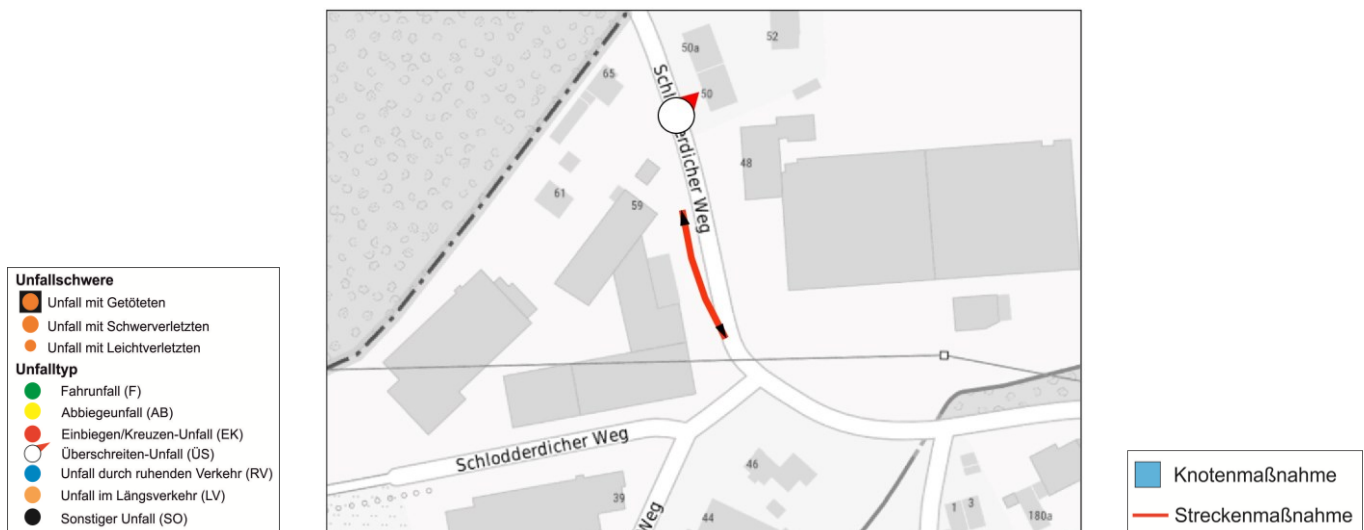 Unfallschwere
Unfall mit Getöteten
Unfall mit Schwerverletzten
Unfall mit Leichtverletzten
Unfalltyp
Fahrunfall (F)
Abbiegeunfall (AB)
Einbiegen/Kreuzen-Unfall (EK)
Überschreiten-Unfall (ÜS)
Unfall durch ruhenden Verkehr (RV)
Unfall im Längsverkehr (LV)
Sonstiger Unfall (SO)
52
50a
65
50
48
61
59
Schlodderdicher Weg
46
39
44
Weg
1
3
180a
Knotenmaßnahme
Streckenmaßnahme